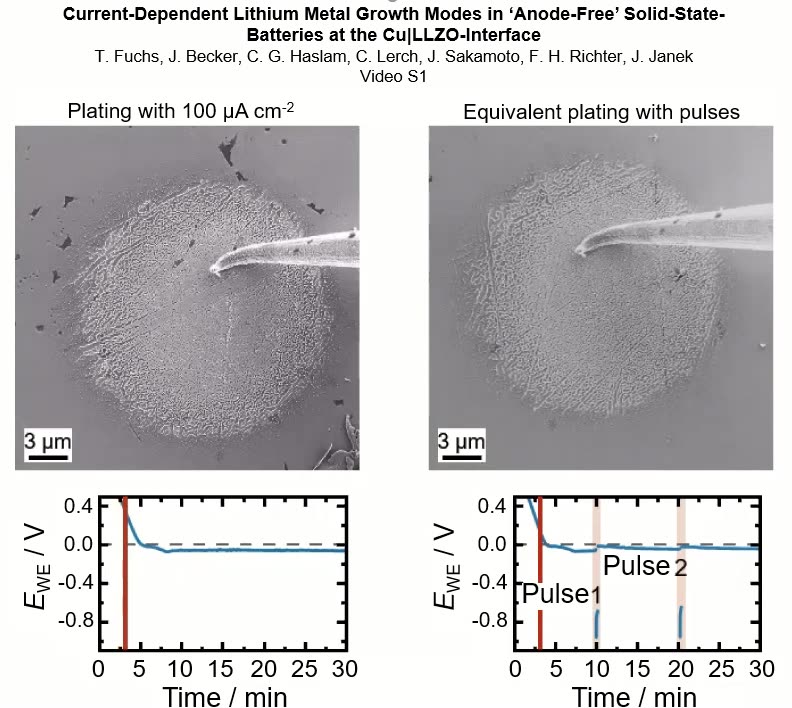 Current-Dependent Lithium Metal Growth Modes in ‘Anode-Free’ Solid-State-
Batteries at the Cu|LLZO-Interface
T. Fuchs, J. Becker, C. G. Haslam, C. Lerch, J. Sakamoto, F. H. Richter, J. Janek
Video S1
Plating with 100 µA cm-2
Equivalent plating with pulses
3 µm
3 µm
0.4
0.0
-0.4
-0.8
EWE / V
0 5 10 15 20 25 30
Time / min
0.4
0.0
-0.4
-0.8
EWE / V
Pulse 2
Pulse1
0 5 10 15 20 25 30
Time / min